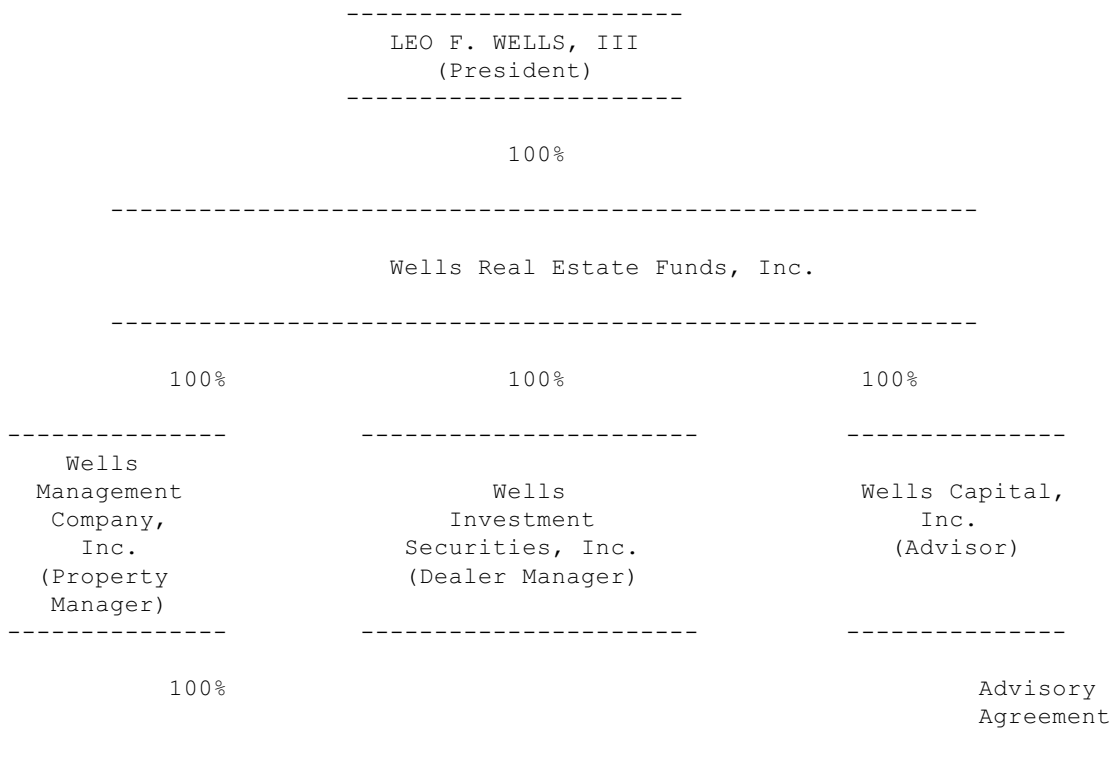 -----------------------
LEO F. WELLS, III
(President)
-----------------------
100%
-----------------------------------------------------------
Wells Real Estate Funds, Inc.
-----------------------------------------------------------
100% 100% 100%
--------------- ----------------------- ---------------
Wells
Management Wells Wells Capital,
Company, Investment Inc.
Inc. Securities, Inc. (Advisor)
(Property (Dealer Manager)
Manager)
--------------- ----------------------- ---------------
100% Advisory
Agreement